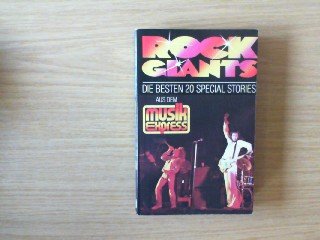 ROCK
GIANTS
DIE BESTEN 20 SPECIAL STORIES
AUS DEM
musik
EXPRESS